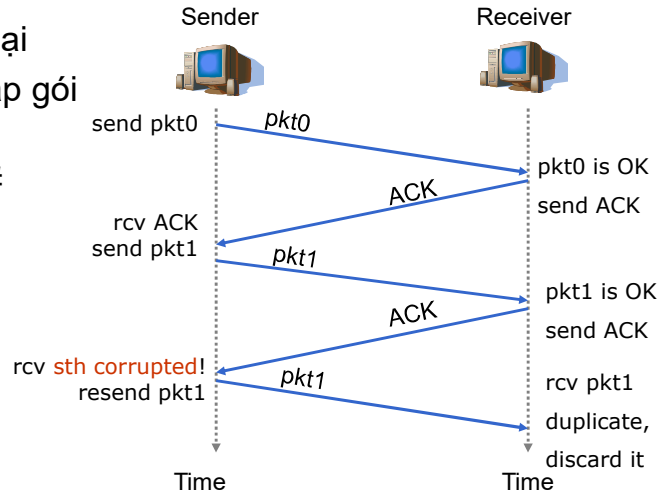 Sender
Receiver
ại
ập gói
send pkt0
pkt0
pkt0 is OK
send ACK
ACK
rcv ACK
send pkt1
pkt1
pkt1 is OK
send ACK
ACK
rcv sth corrupted!
resend pkt1
pkt1
rcv pkt1
duplicate,
discard it
Time
Time